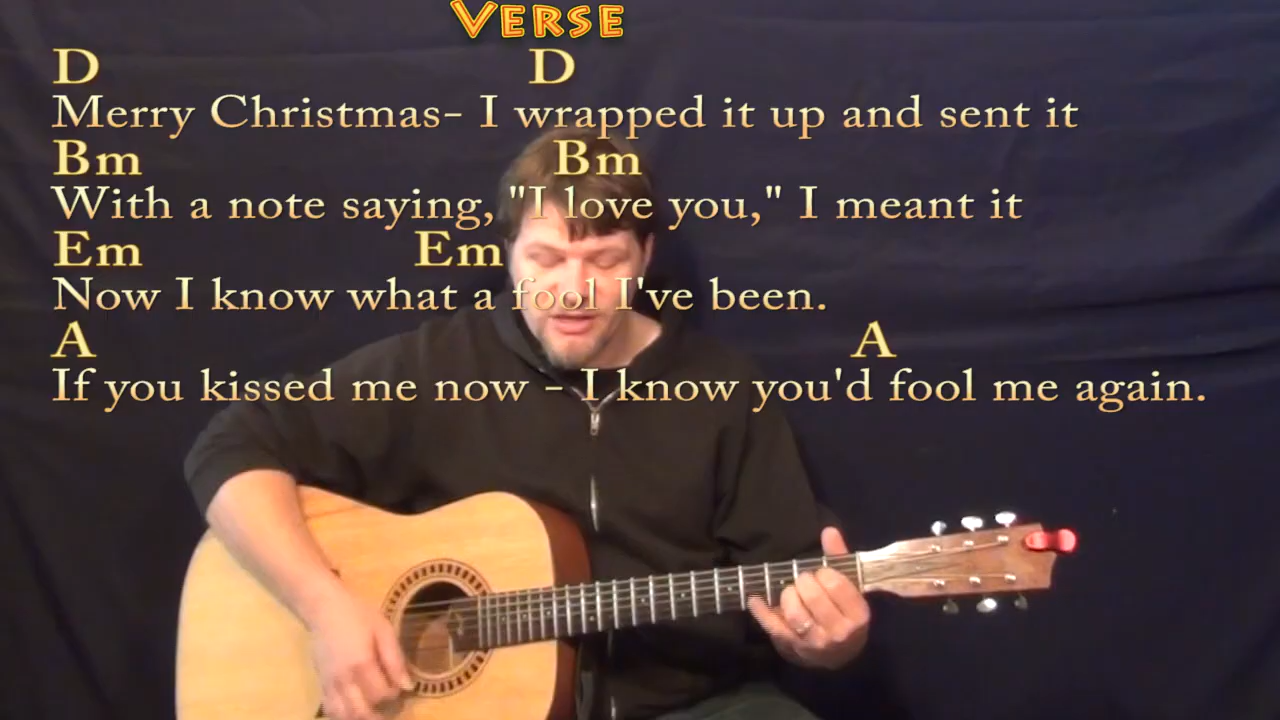 VERSE
D D
Merry Christmas- I wrapped it up and sent it
Bm Bm
With a note saying, "I love you," I meant it
Em Em
Now I know what a fool I've been.
A A
If you kissed me now - I know you'd fool me again.